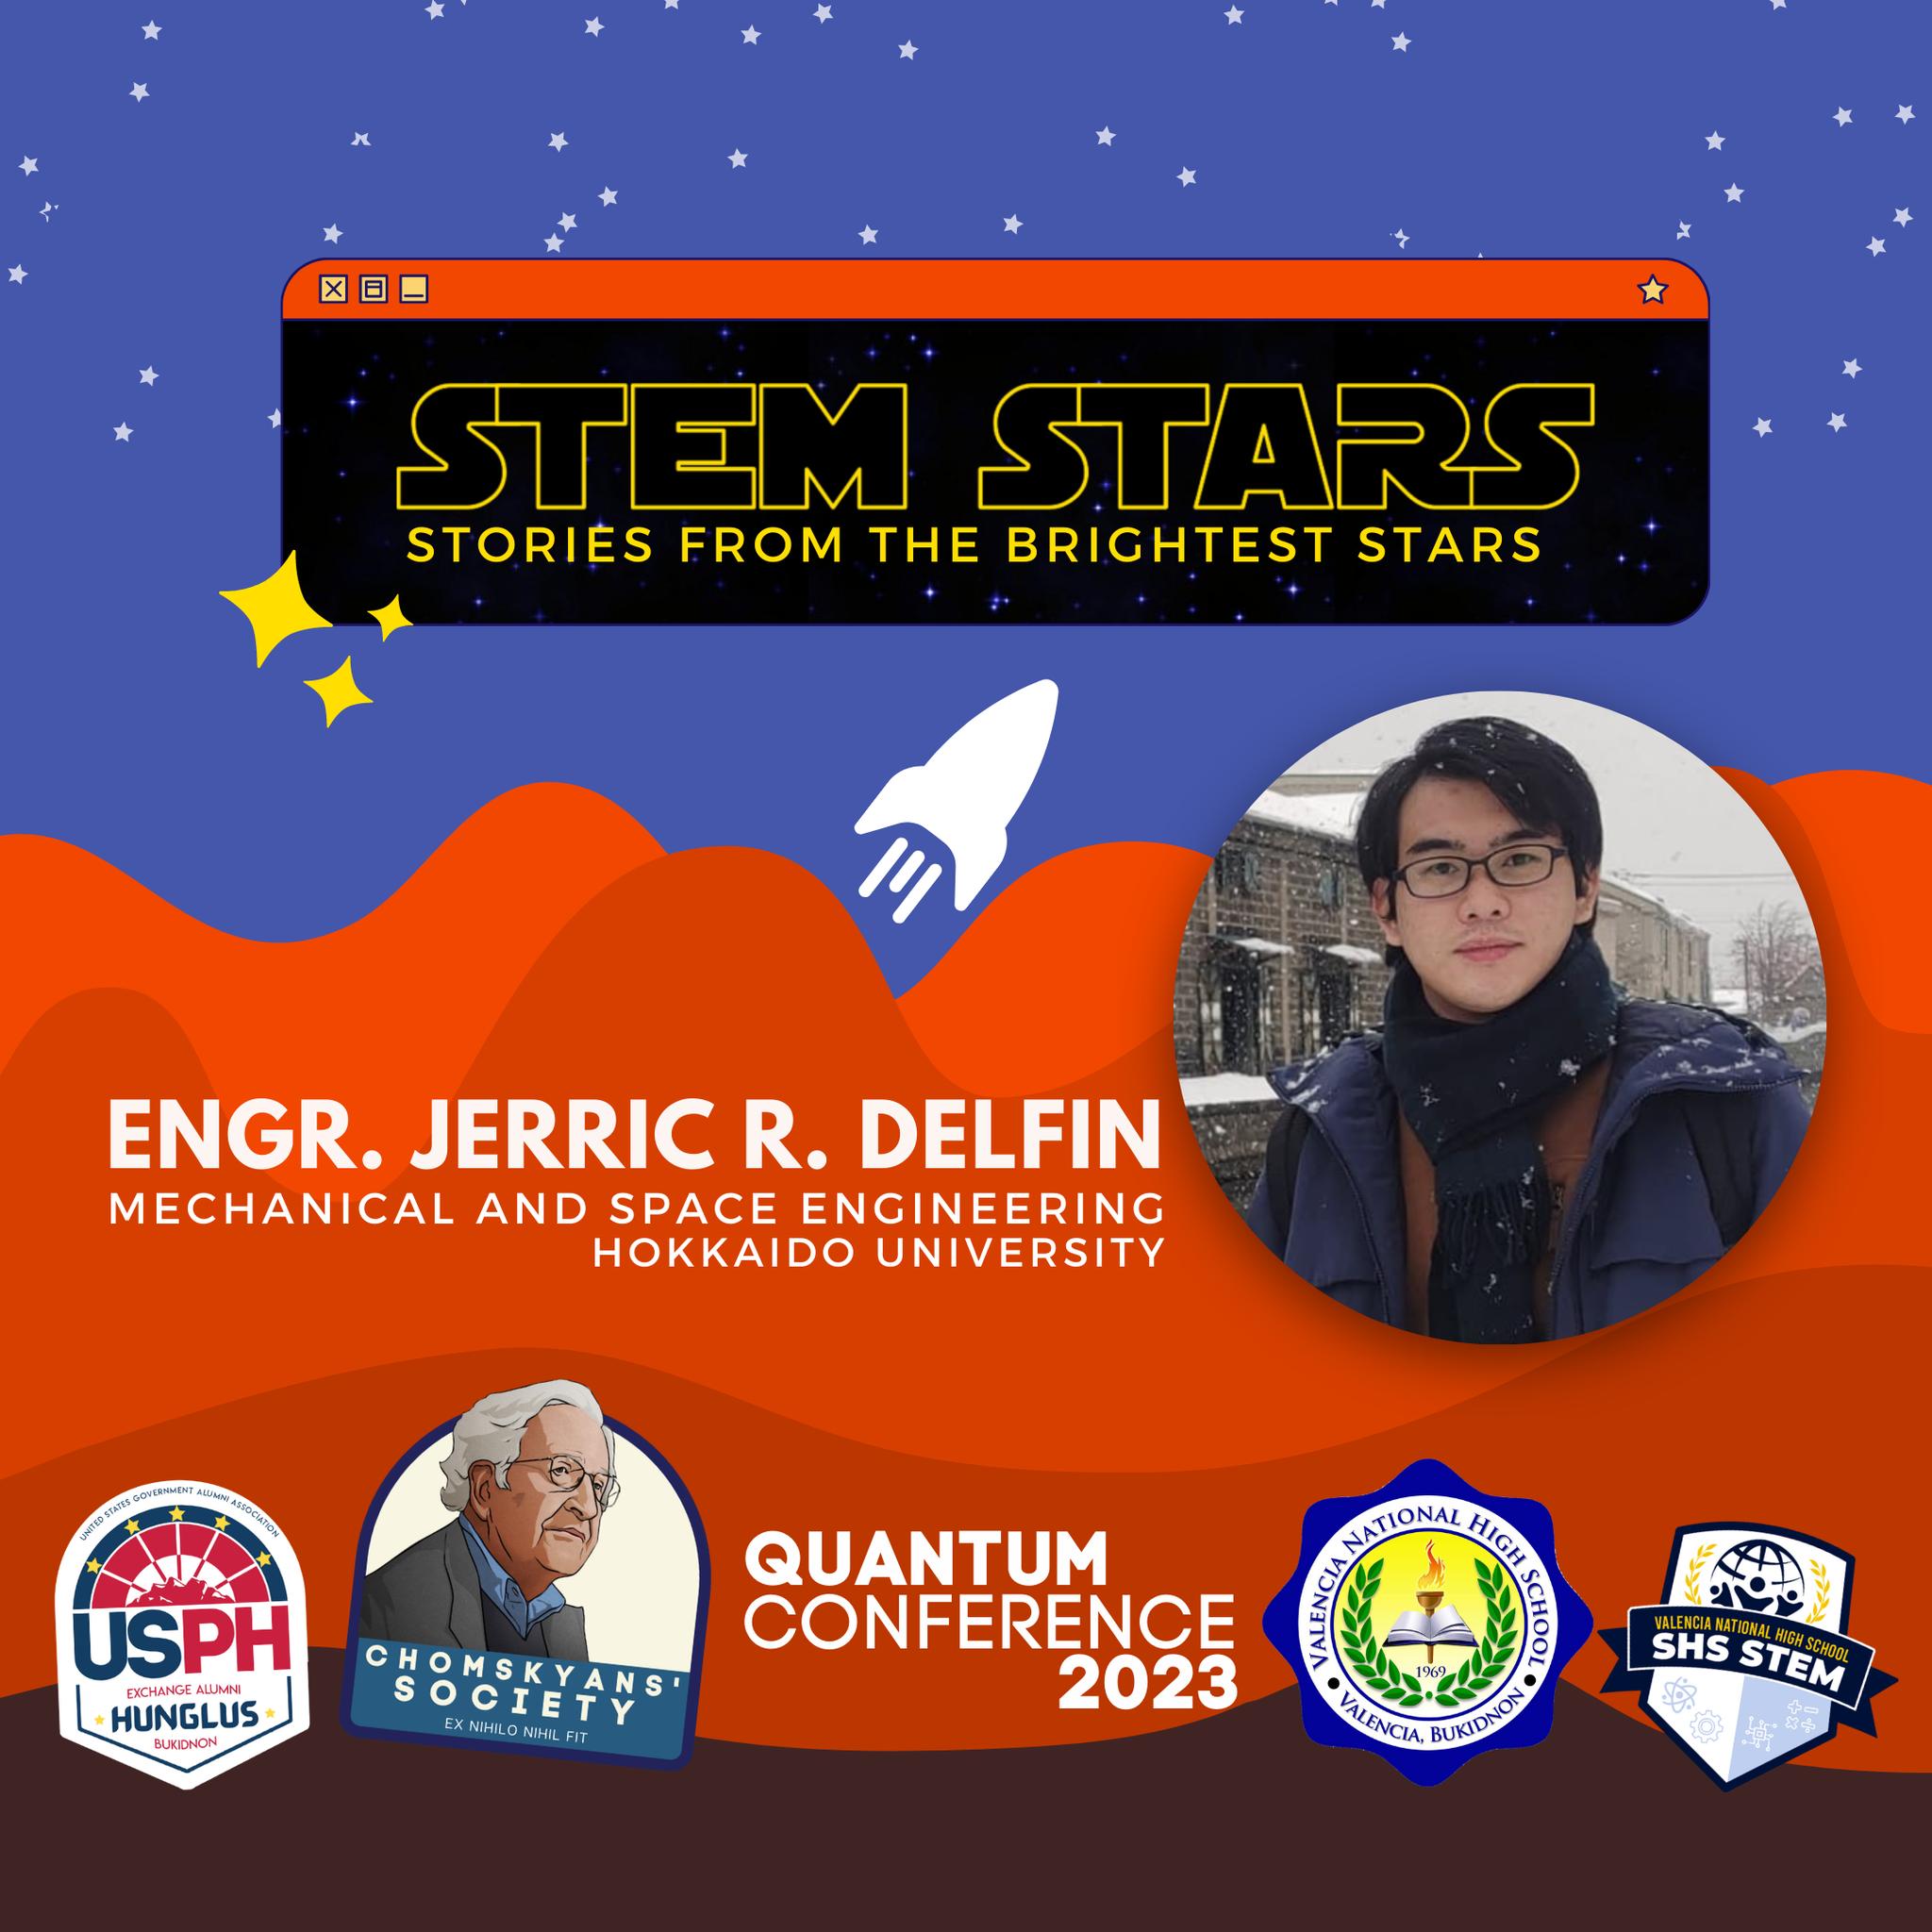 STEM STARS
STORIES FROM THE BRIGHTEST STARS
ENGR. JERRIC R. DELFIN
MECHANICAL AND SPACE ENGINEERING
HOKKAIDO UNIVERSITY
UNITED STATES GOVERNMENT ALUMNI ASSOCIATION
USPH
EXCHANGE ALUMNI
HUNGLUS
BUKIDNON
CHOMSKYANS'
SOCIETY
EX NIHILO NIHIL FIT
QUANTUM
CONFERENCE
2023
VALENCIA NATIONAL HIGH SCHOOL
1969
VALENCIA, BUKIDNON
VALENCIA NATIONAL HIGH SCHOOL
SHS STEM